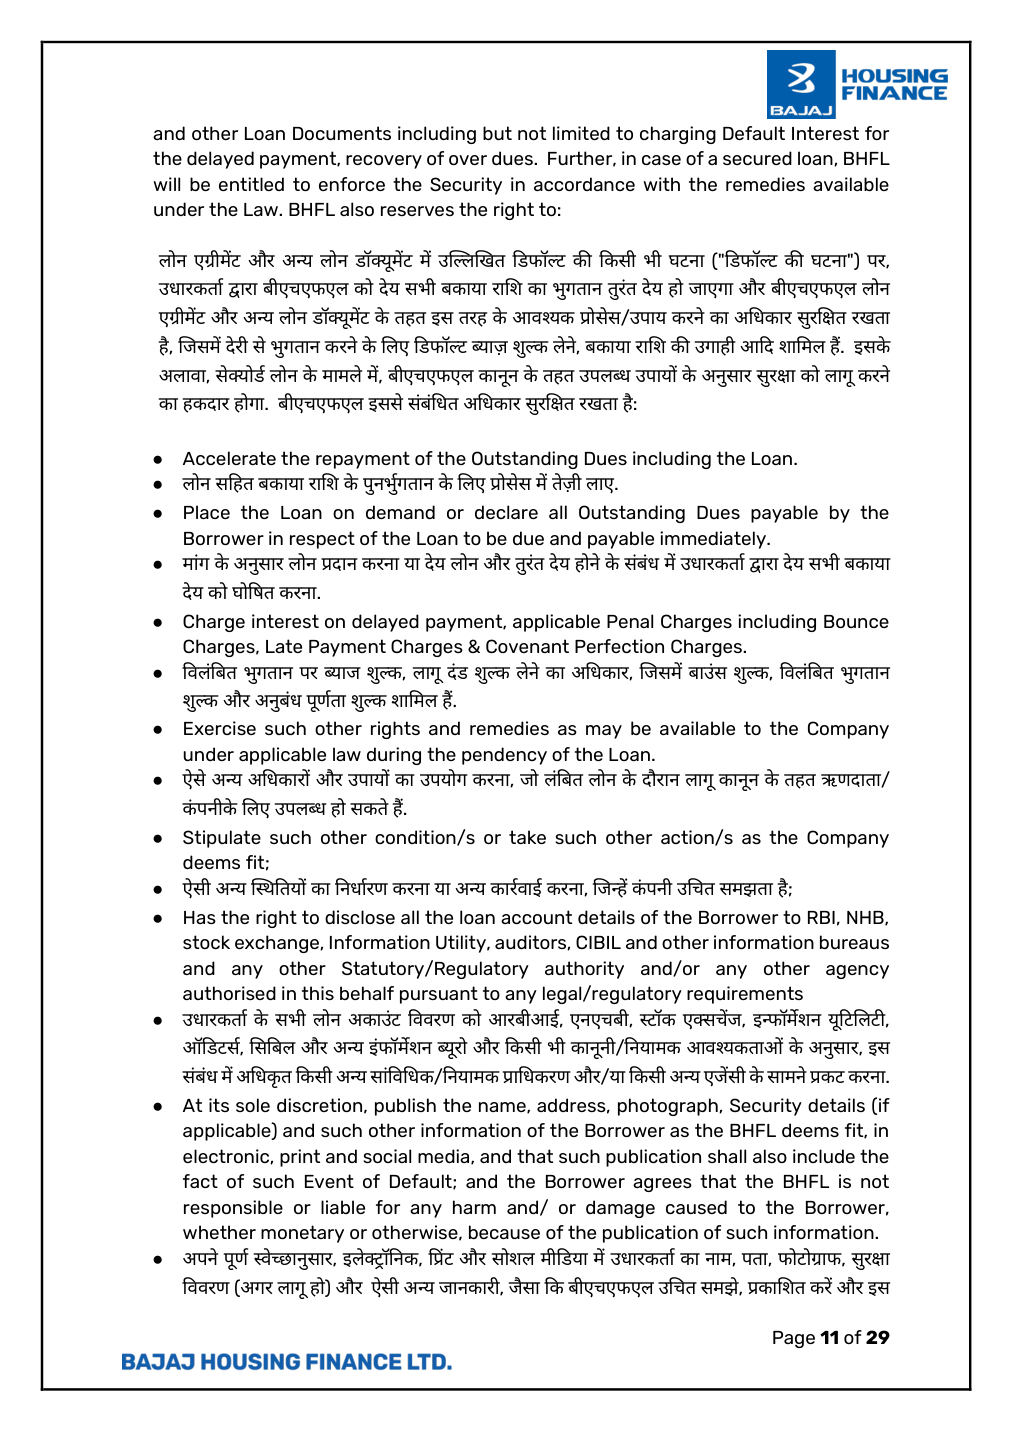 BAJAJ
HOUSING
FINANCE
and other Loan Documents including but not limited to charging Default Interest for
the delayed payment, recovery of over dues.  Further, in case of a secured loan, BHFL
will be entitled to enforce the Security in accordance with the remedies available
under the Law. BHFL also reserves the right to:
लोन एग्रीमेंट और अन्य लोन डॉक्यूमेंट में उल्लिखित डिफॉल्ट की किसी भी घटना ("डिफॉल्ट की घटना") पर,
उधारकर्ता द्वारा बीएचएफएल को देय सभी बकाया राशि का भुगतान तुरंत देय हो जाएगा और बीएचएफएल लोन
एग्रीमेंट और अन्य लोन डॉक्यूमेंट के तहत इस तरह के आवश्यक प्रोसेस/उपाय करने का अधिकार सुरक्षित रखता
है, जिसमें देरी से भुगतान करने के लिए डिफॉल्ट ब्याज़ शुल्क लेने, बकाया राशि की उगाही आदि शामिल हैं.  इसके
अलावा, सेक्योर्ड लोन के मामले में, बीएचएफएल कानून के तहत उपलब्ध उपायों के अनुसार सुरक्षा को लागू करने
का हकदार होगा.  बीएचएफएल इससे संबंधित अधिकार सुरक्षित रखता है:
● Accelerate the repayment of the Outstanding Dues including the Loan.
● लोन सहित बकाया राशि के पुनर्भुगतान के लिए प्रोसेस में तेज़ी लाए.
● Place the Loan on demand or declare all Outstanding Dues payable by the
Borrower in respect of the Loan to be due and payable immediately.
● मांग के अनुसार लोन प्रदान करना या देय लोन और तुरंत देय होने के संबंध में उधारकर्ता द्वारा देय सभी बकाया
देय को घोषित करना.
● Charge interest on delayed payment, applicable Penal Charges including Bounce
Charges, Late Payment Charges & Covenant Perfection Charges.
● विलंबित भुगतान पर ब्याज शुल्क, लागू दंड शुल्क लेने का अधिकार, जिसमें बाउंस शुल्क, विलंबित भुगतान
शुल्क और अनुबंध पूर्णता शुल्क शामिल हैं.
● Exercise such other rights and remedies as may be available to the Company
under applicable law during the pendency of the Loan.
● ऐसे अन्य अधिकारों और उपायों का उपयोग करना, जो लंबित लोन के दौरान लागू कानून के तहत ऋणदाता/
कंपनीके लिए उपलब्ध हो सकते हैं.
● Stipulate such other condition/s or take such other action/s as the Company
deems fit;
● ऐसी अन्य स्थितियों का निर्धारण करना या अन्य कार्रवाई करना, जिन्हें कंपनी उचित समझता है;
● Has the right to disclose all the loan account details of the Borrower to RBI, NHB,
stock exchange, Information Utility, auditors, CIBIL and other information bureaus
and any other Statutory/Regulatory authority and/or any other agency
authorised in this behalf pursuant to any legal/regulatory requirements
● उधारकर्ता के सभी लोन अकाउंट विवरण को आरबीआई, एनएचबी, स्टॉक एक्सचेंज, इन्फॉर्मेशन यूटिलिटी,
ऑडिटर्स, सिबिल और अन्य इंफॉर्मेशन ब्यूरो और किसी भी कानूनी/नियामक आवश्यकताओं के अनुसार, इस
संबंध में अधिकृत किसी अन्य सांविधिक/नियामक प्राधिकरण और/या किसी अन्य एजेंसी के सामने प्रकट करना.
● At its sole discretion, publish the name, address, photograph, Security details (if
applicable) and such other information of the Borrower as the BHFL deems fit, in
electronic, print and social media, and that such publication shall also include the
fact of such Event of Default; and the Borrower agrees that the BHFL is not
responsible or liable for any harm and/ or damage caused to the Borrower,
whether monetary or otherwise, because of the publication of such information.
● अपने पूर्ण स्वेच्छानुसार, इलेक्ट्रॉनिक, प्रिंट और सोशल मीडिया में उधारकर्ता का नाम, पता, फोटोग्राफ, सुरक्षा
विवरण (अगर लागू हो) और  ऐसी अन्य जानकारी, जैसा कि बीएचएफएल उचित समझे, प्रकाशित करें और इस
Page 11 of 29
BAJAJ HOUSING FINANCE LTD.